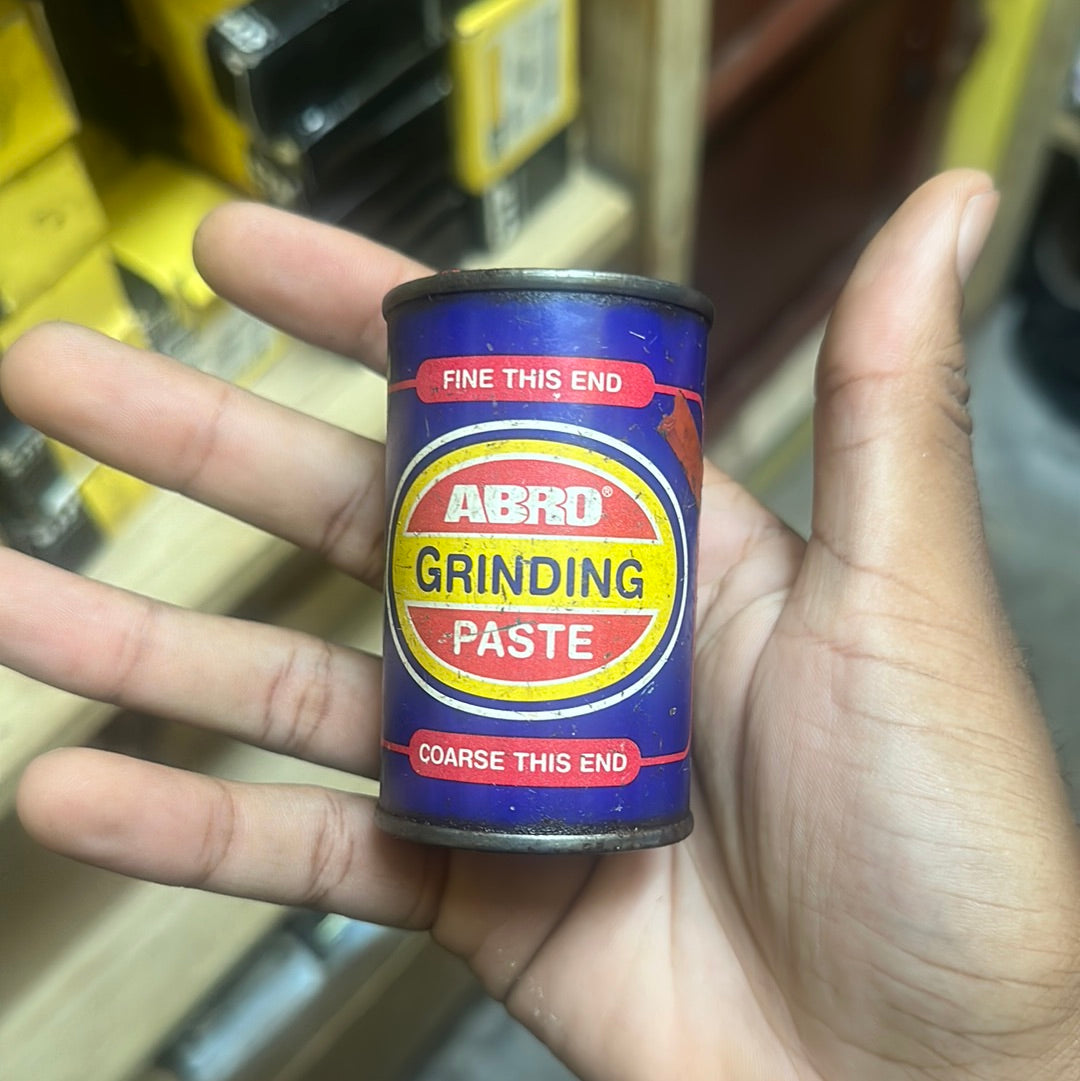 FINE THIS END
ABRO®
GRINDING
PASTE
COARSE THIS END